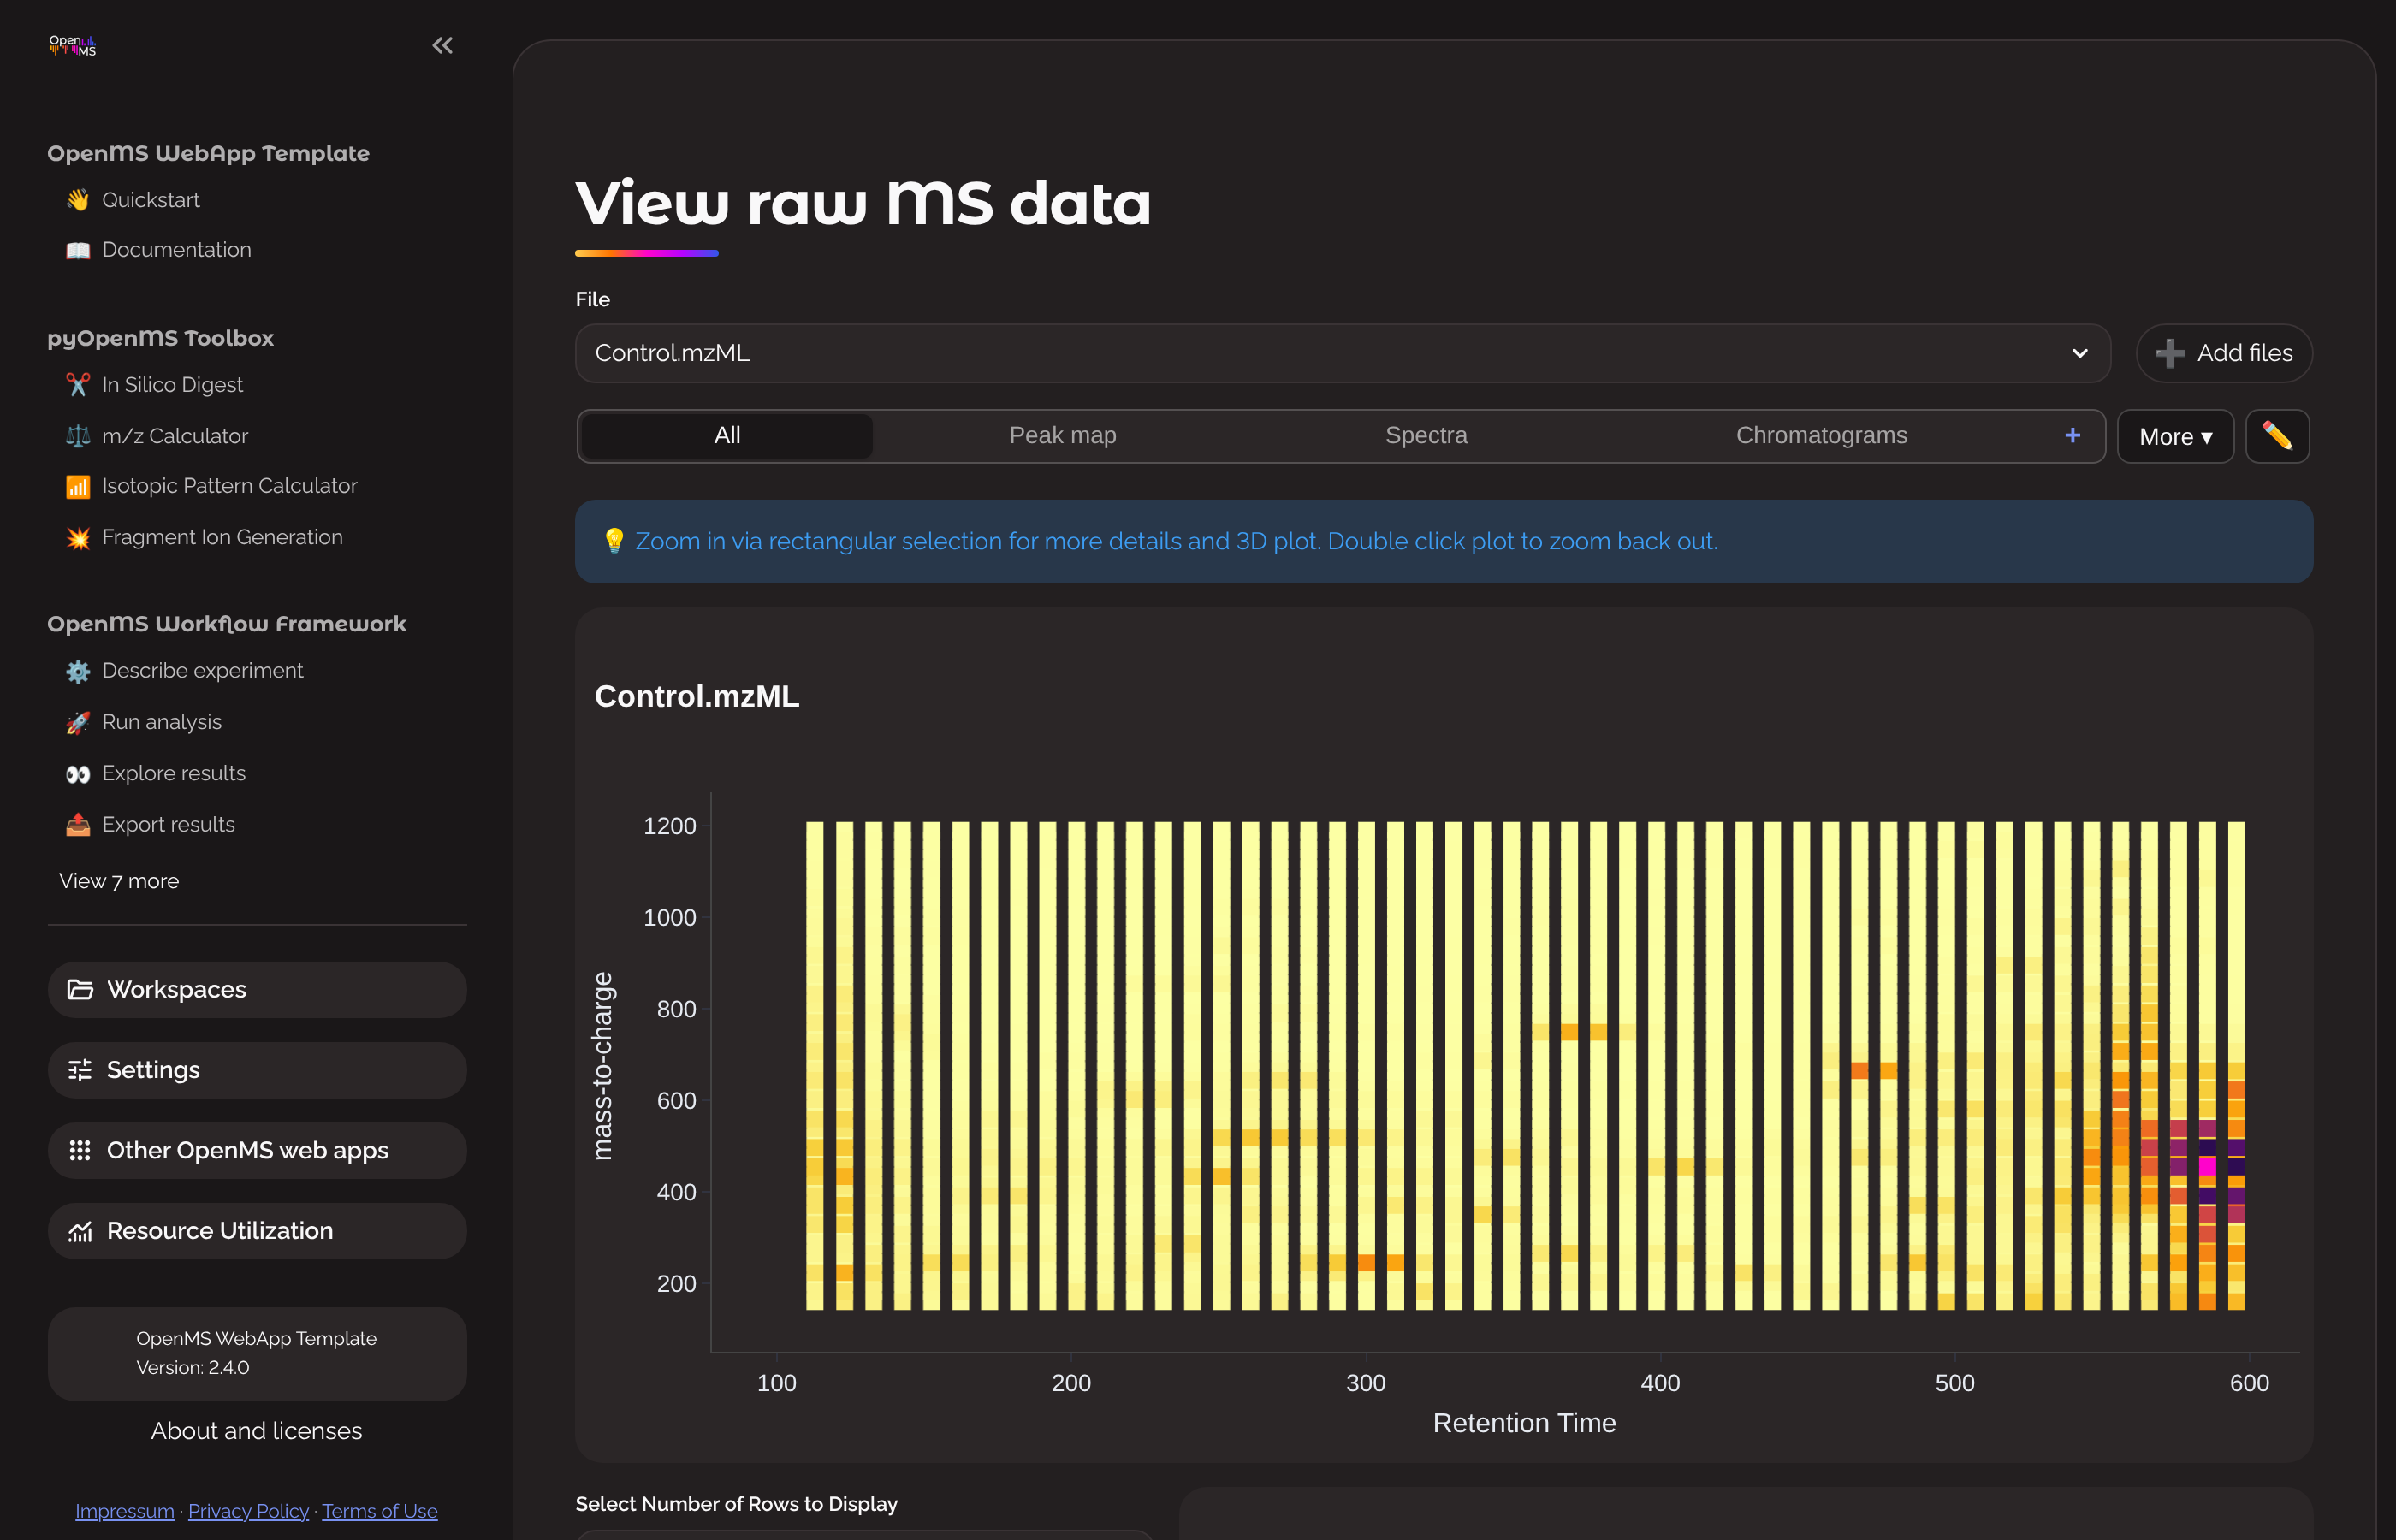 Open
MS
OpenMS WebApp Template
Quickstart
Documentation
pyOpenMS Toolbox
In Silico Digest
m/z Calculator
Isotopic Pattern Calculator
Fragment Ion Generation
OpenMS Workflow Framework
Describe experiment
Run analysis
Explore results
Export results
View 7 more
Workspaces
Settings
Other OpenMS web apps
Resource Utilization
OpenMS WebApp Template
Version: 2.4.0
About and licenses
Impressum · Privacy Policy · Terms of Use
View raw MS data
File
Control.mzML
Add files
All Peak map Spectra Chromatograms + More ▾
Zoom in via rectangular selection for more details and 3D plot. Double click plot to zoom back out.
Control.mzML
mass-to-charge
1200
1000
800
600
400
200
100 200 300 400 500 600
Retention Time
Select Number of Rows to Display